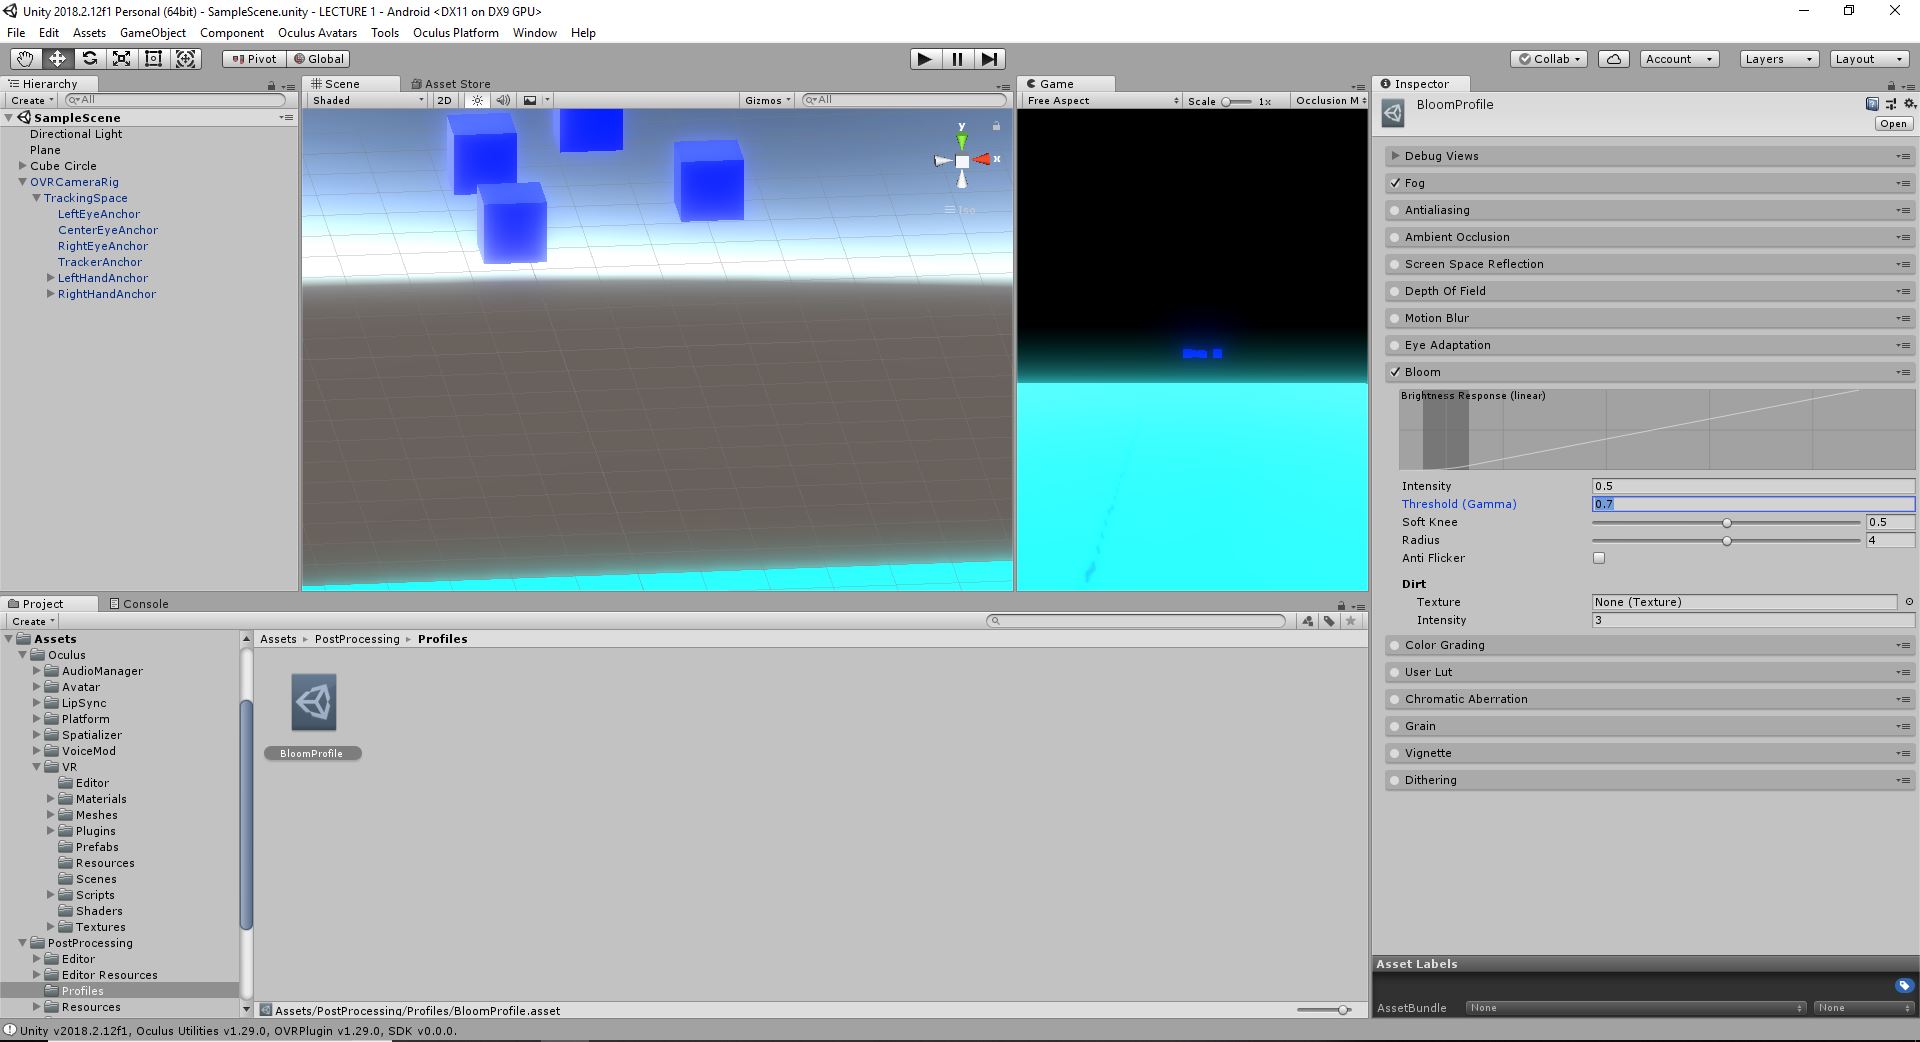 Unity 2018.2.12f1 Personal (64bit) - SampleScene.unity - LECTURE 1 - Android <DX11 on DX9 GPU>
File Edit Assets GameObject Component Oculus Avatars Tools Oculus Platform Window Help
Pivot Global Collab Account Layers Layout
Hierarchy
Create All
SampleScene
Directional Light
Plane
Cube Circle
OVRCameraRig
TrackingSpace
LeftEyeAnchor
CenterEyeAnchor
RightEyeAnchor
TrackerAnchor
LeftHandAnchor
RightHandAnchor
Scene Asset Store
Shaded 2D Gizmos All
y
x
Iso
Game
Free Aspect Scale 1x Occlusion M
Inspector
BloomProfile
Open
Debug Views
Fog
Antialiasing
Ambient Occlusion
Screen Space Reflection
Depth Of Field
Motion Blur
Eye Adaptation
Bloom
Brightness Response (linear)
Intensity 0.5
Threshold (Gamma) 0.7
Soft Knee 0.5
Radius 4
Anti Flicker
Dirt
Texture None (Texture)
Intensity 3
Color Grading
User Lut
Chromatic Aberration
Grain
Vignette
Dithering
Asset Labels
AssetBundle None None
Project Console
Create
Assets
Oculus
AudioManager
Avatar
LipSync
Platform
Spatializer
VoiceMod
VR
Editor
Materials
Meshes
Plugins
Prefabs
Resources
Scenes
Scripts
Shaders
Textures
PostProcessing
Editor
Editor Resources
Profiles
Resources
Assets PostProcessing Profiles
BloomProfile
Assets/PostProcessing/Profiles/BloomProfile.asset
Unity v2018.2.12f1, Oculus Utilities v1.29.0, OVRPlugin v1.29.0, SDK v0.0.0.